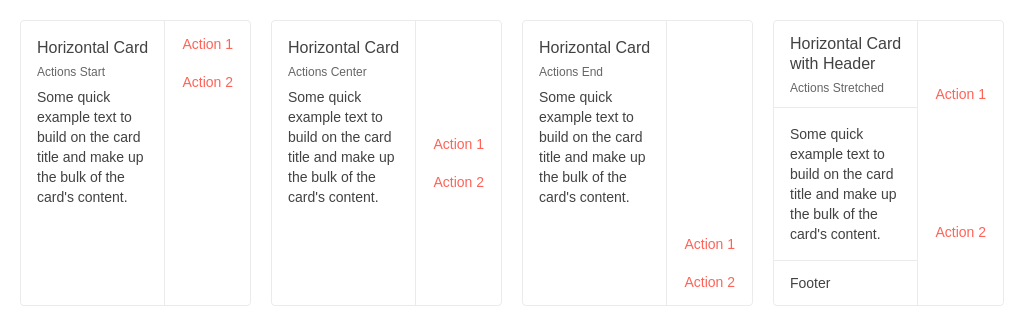 Horizontal Card
Actions Start
Some quick
example text to
build on the card
title and make up
the bulk of the
card's content.
Action 1
Action 2
Horizontal Card
Actions Center
Some quick
example text to
build on the card
title and make up
the bulk of the
card's content.
Action 1
Action 2
Horizontal Card
Actions End
Some quick
example text to
build on the card
title and make up
the bulk of the
card's content.
Action 1
Action 2
Horizontal Card
with Header
Actions Stretched
Some quick
example text to
build on the card
title and make up
the bulk of the
card's content.
Footer
Action 1
Action 2